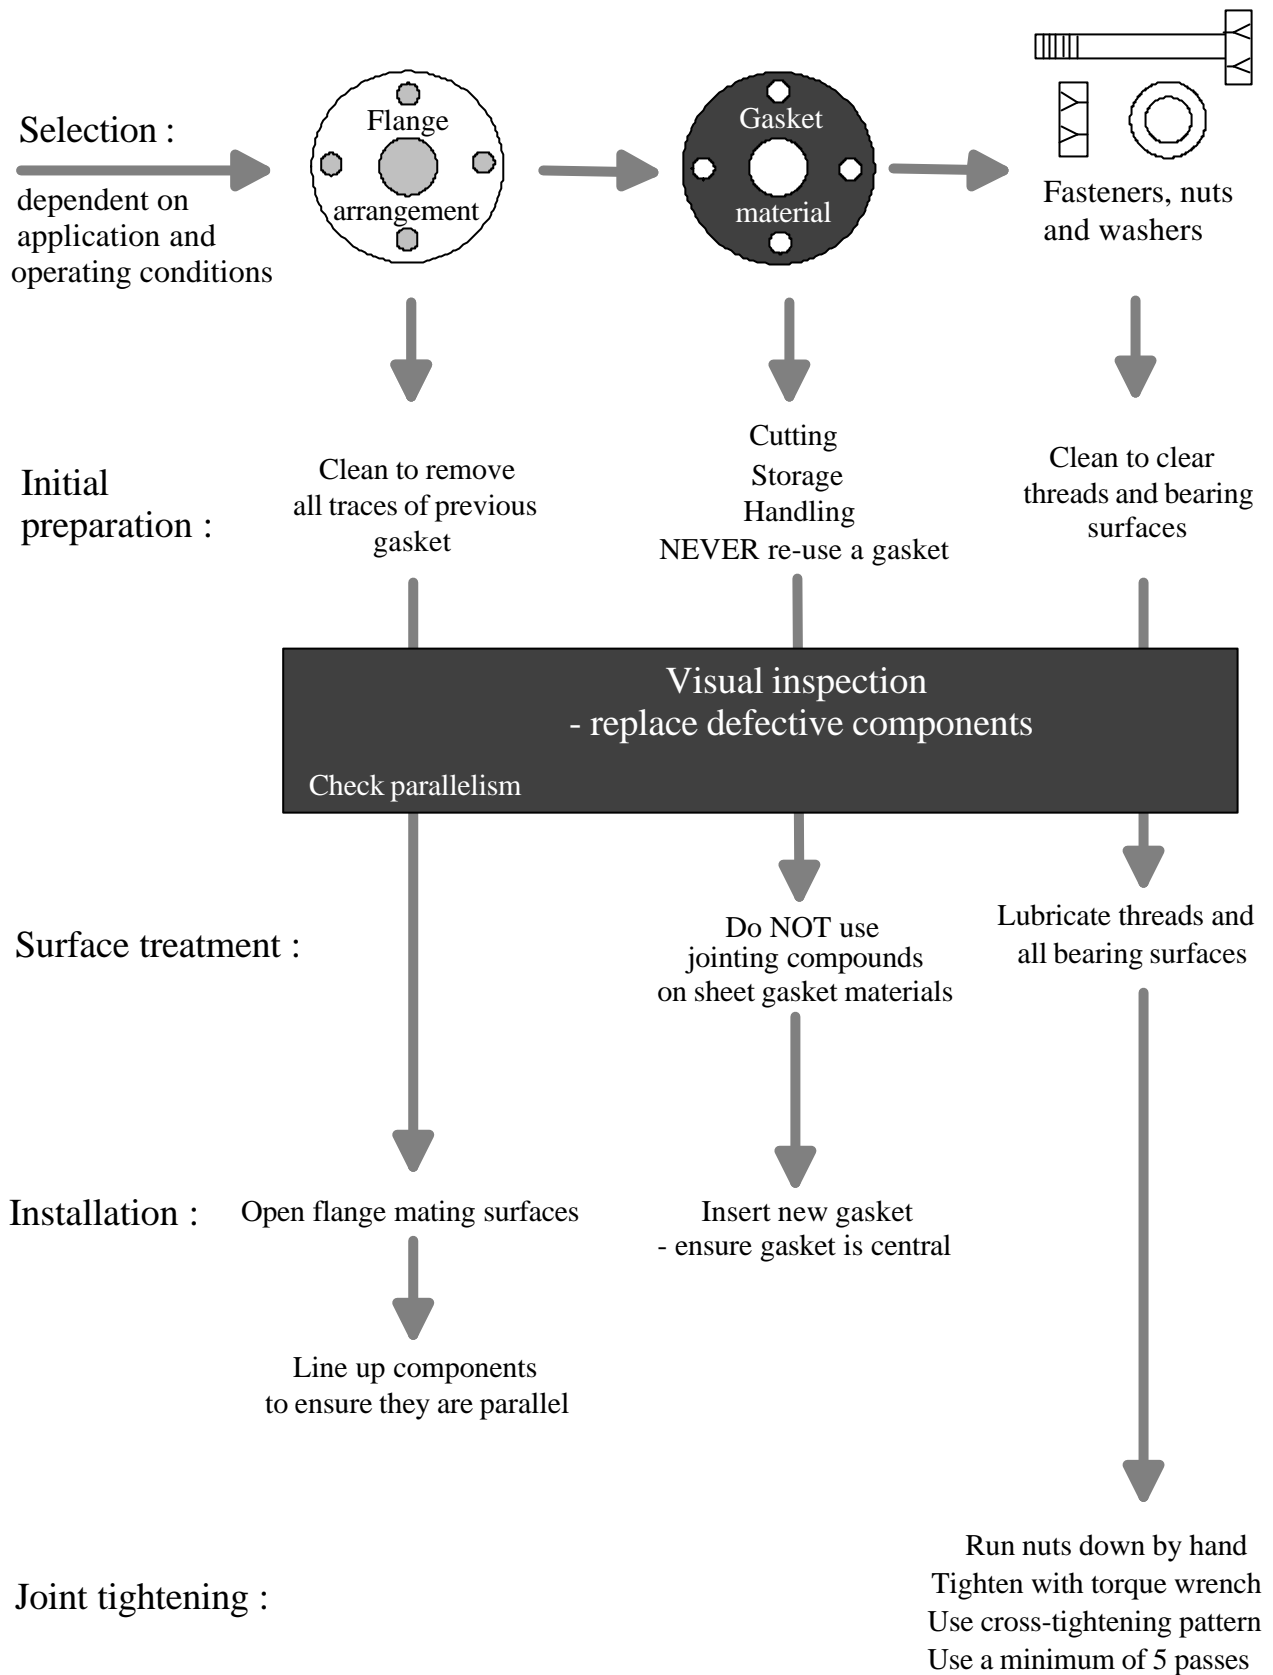 Selection :
dependent on
application and
operating conditions
Flange
arrangement
Gasket
material
Fasteners, nuts
and washers
Initial
preparation :
Clean to remove
all traces of previous
gasket
Cutting
Storage
Handling
NEVER re-use a gasket
Clean to clear
threads and bearing
surfaces
Visual inspection
- replace defective components
Check parallelism
Surface treatment :
Do NOT use
jointing compounds
on sheet gasket materials
Lubricate threads and
all bearing surfaces
Installation :
Open flange mating surfaces
Line up components
to ensure they are parallel
Insert new gasket
- ensure gasket is central
Joint tightening :
Run nuts down by hand
Tighten with torque wrench
Use cross-tightening pattern
Use a minimum of 5 passes